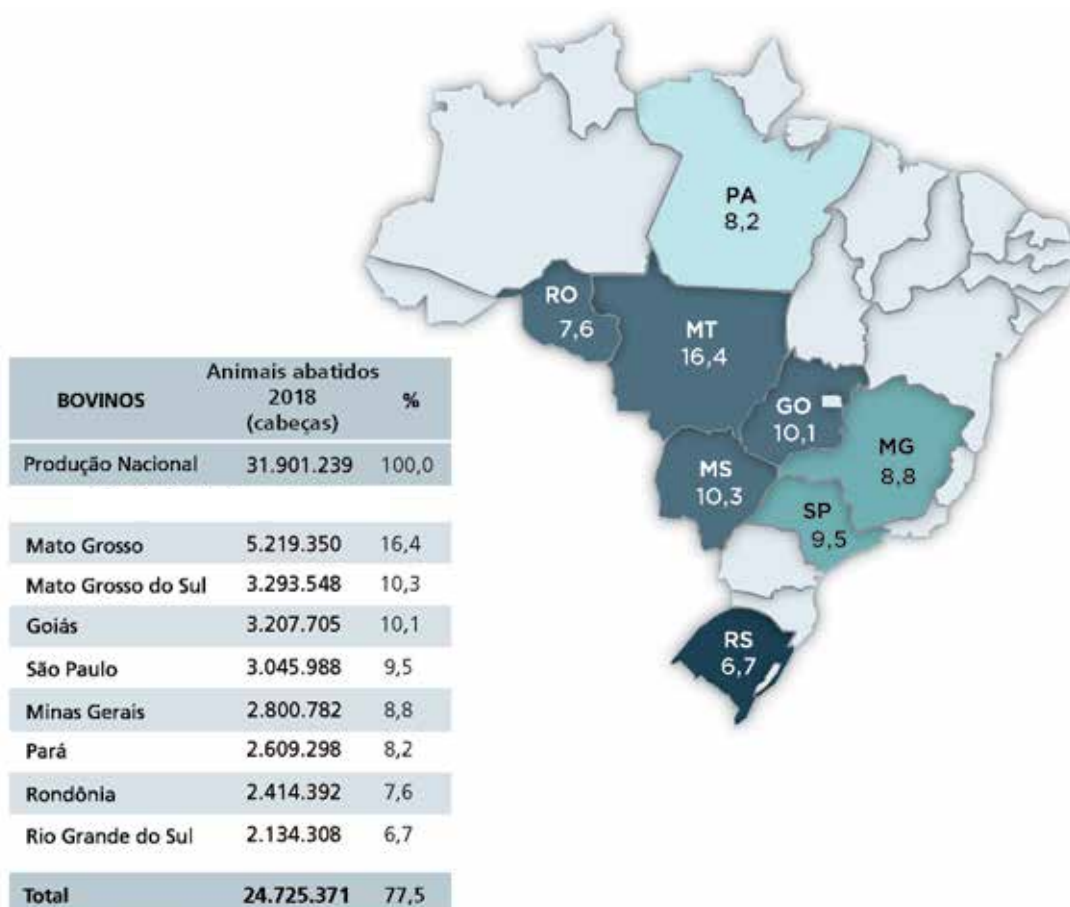 PA
8,2
RO
7,6
MT
16,4
GO
10,1
MG
8,8
MS
10,3
SP
9,5
RS
6,7
BOVINOS Animais abatidos 2018 (cabeças) %
Produção Nacional 31.901.239 100,0
Mato Grosso 5.219.350 16,4
Mato Grosso do Sul 3.293.548 10,3
Goiás 3.207.705 10,1
São Paulo 3.045.988 9,5
Minas Gerais 2.800.782 8,8
Pará 2.609.298 8,2
Rondônia 2.414.392 7,6
Rio Grande do Sul 2.134.308 6,7
Total 24.725.371 77,5